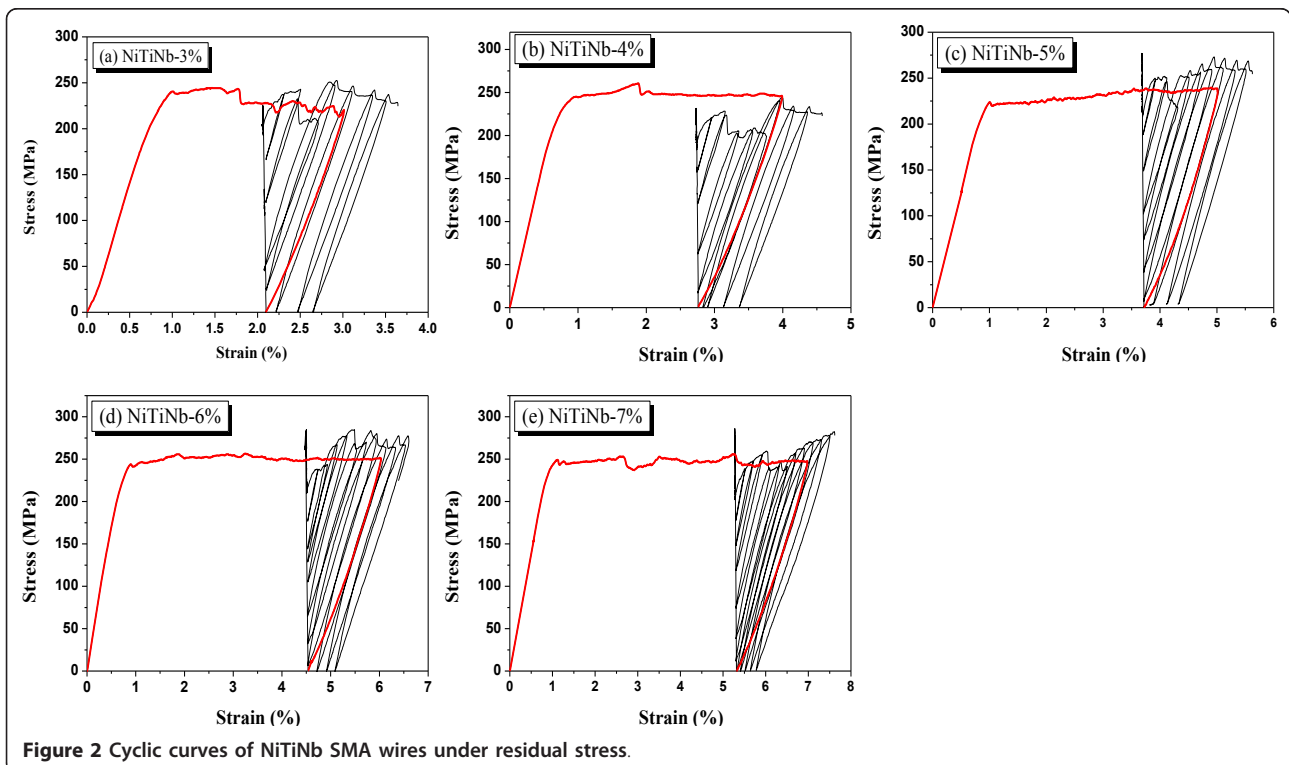 (a) NiTiNb-3%
Stress (MPa)
300
250
200
150
100
50
0
0.0 0.5 1.0 1.5 2.0 2.5 3.0 3.5 4.0
Strain (%)
(b) NiTiNb-4%
Stress (MPa)
300
250
200
150
100
50
0
0 1 2 3 4 5
Strain (%)
(c) NiTiNb-5%
Stress (MPa)
300
250
200
150
100
50
0
0 1 2 3 4 5 6
Strain (%)
(d) NiTiNb-6%
Stress (MPa)
300
250
200
150
100
50
0
0 1 2 3 4 5 6 7
Strain (%)
(e) NiTiNb-7%
Stress (MPa)
300
250
200
150
100
50
0
0 1 2 3 4 5 6 7 8
Strain (%)
Figure 2 Cyclic curves of NiTiNb SMA wires under residual stress.